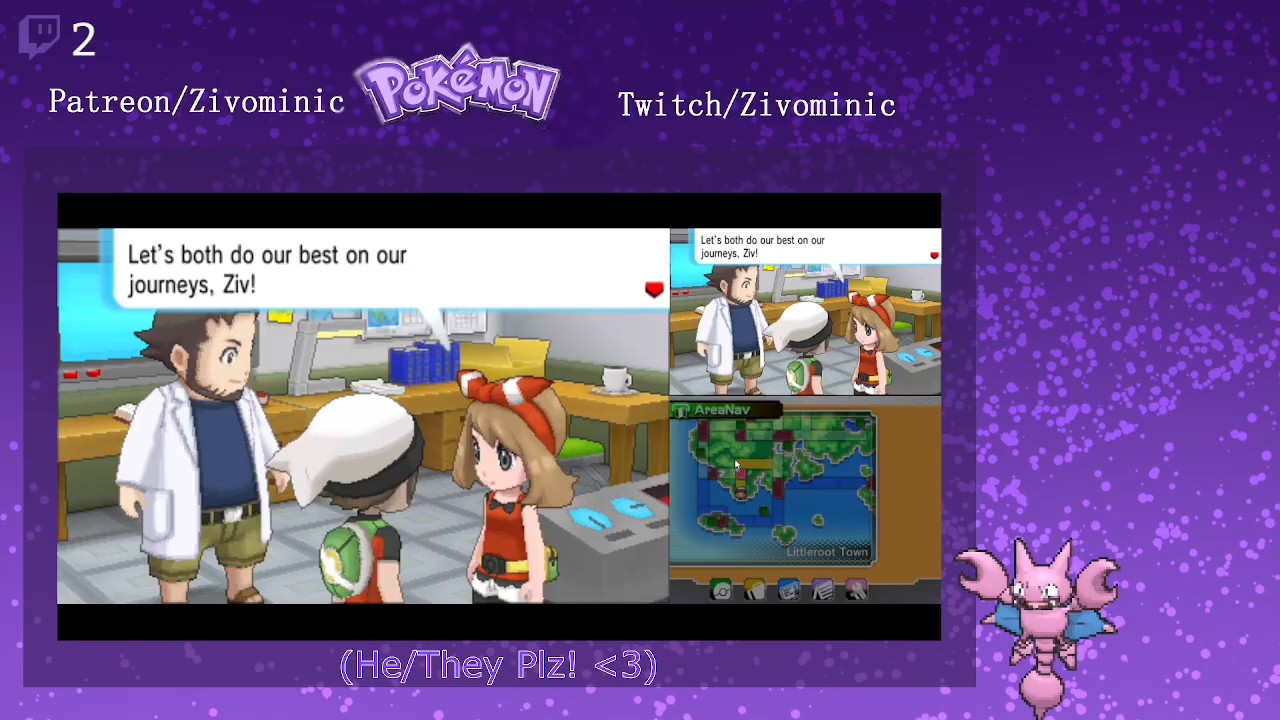 2
Patreon/Zivominic
POKéMON
Twitch/Zivominic
Let's both do our best on our
journeys, Ziv!
Let's both do our best on our
journeys, Ziv!
AreaNav
Littleroot Town
(He/They Plz! <3)